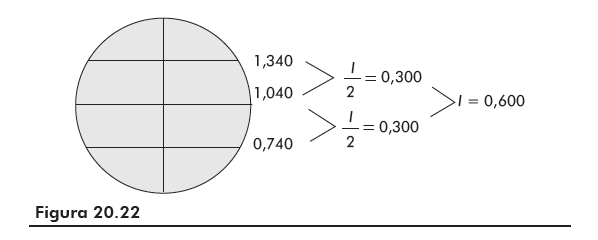 1,340
I/2 = 0,300
1,040
I = 0,600
I/2 = 0,300
0,740
Figura 20.22